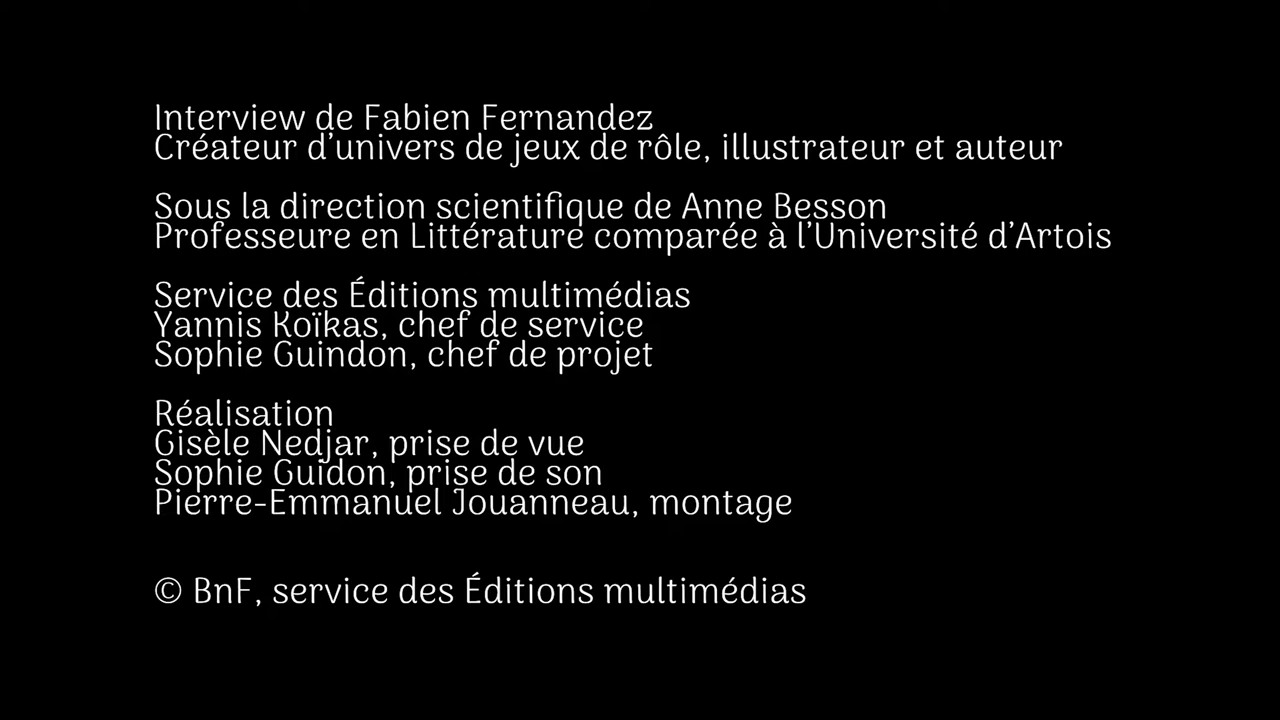 Interview de Fabien Fernandez
Créateur d’univers de jeux de rôle, illustrateur et auteur
Sous la direction scientifique de Anne Besson
Professeure en Littérature comparée à l’Université d’Artois
Service des Éditions multimédias
Yannis Koïkas, chef de service
Sophie Guindon, chef de projet
Réalisation
Gisèle Nedjar, prise de vue
Sophie Guidon, prise de son
Pierre-Emmanuel Jouanneau, montage
© BnF, service des Éditions multimédias